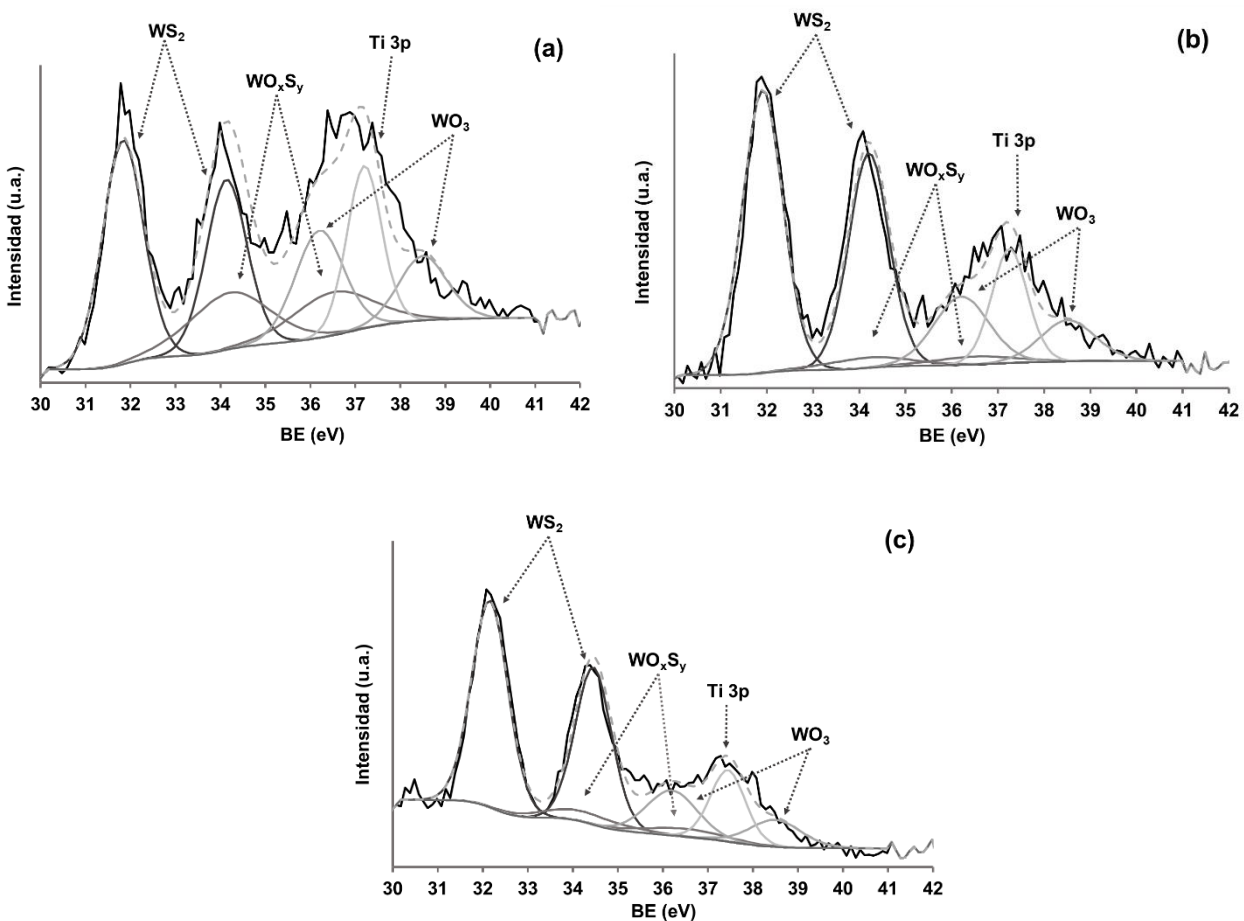 (a)
WS₂
Ti 3p
WOₓSᵧ
WO₃
Intensidad (u.a.)
30 31 32 33 34 35 36 37 38 39 40 41 42
BE (eV)
(b)
WS₂
Ti 3p
WOₓSᵧ
WO₃
Intensidad (u.a.)
30 31 32 33 34 35 36 37 38 39 40 41 42
BE (eV)
(c)
WS₂
WOₓSᵧ
Ti 3p
WO₃
Intensidad (u.a.)
30 31 32 33 34 35 36 37 38 39 40 41 42
BE (eV)